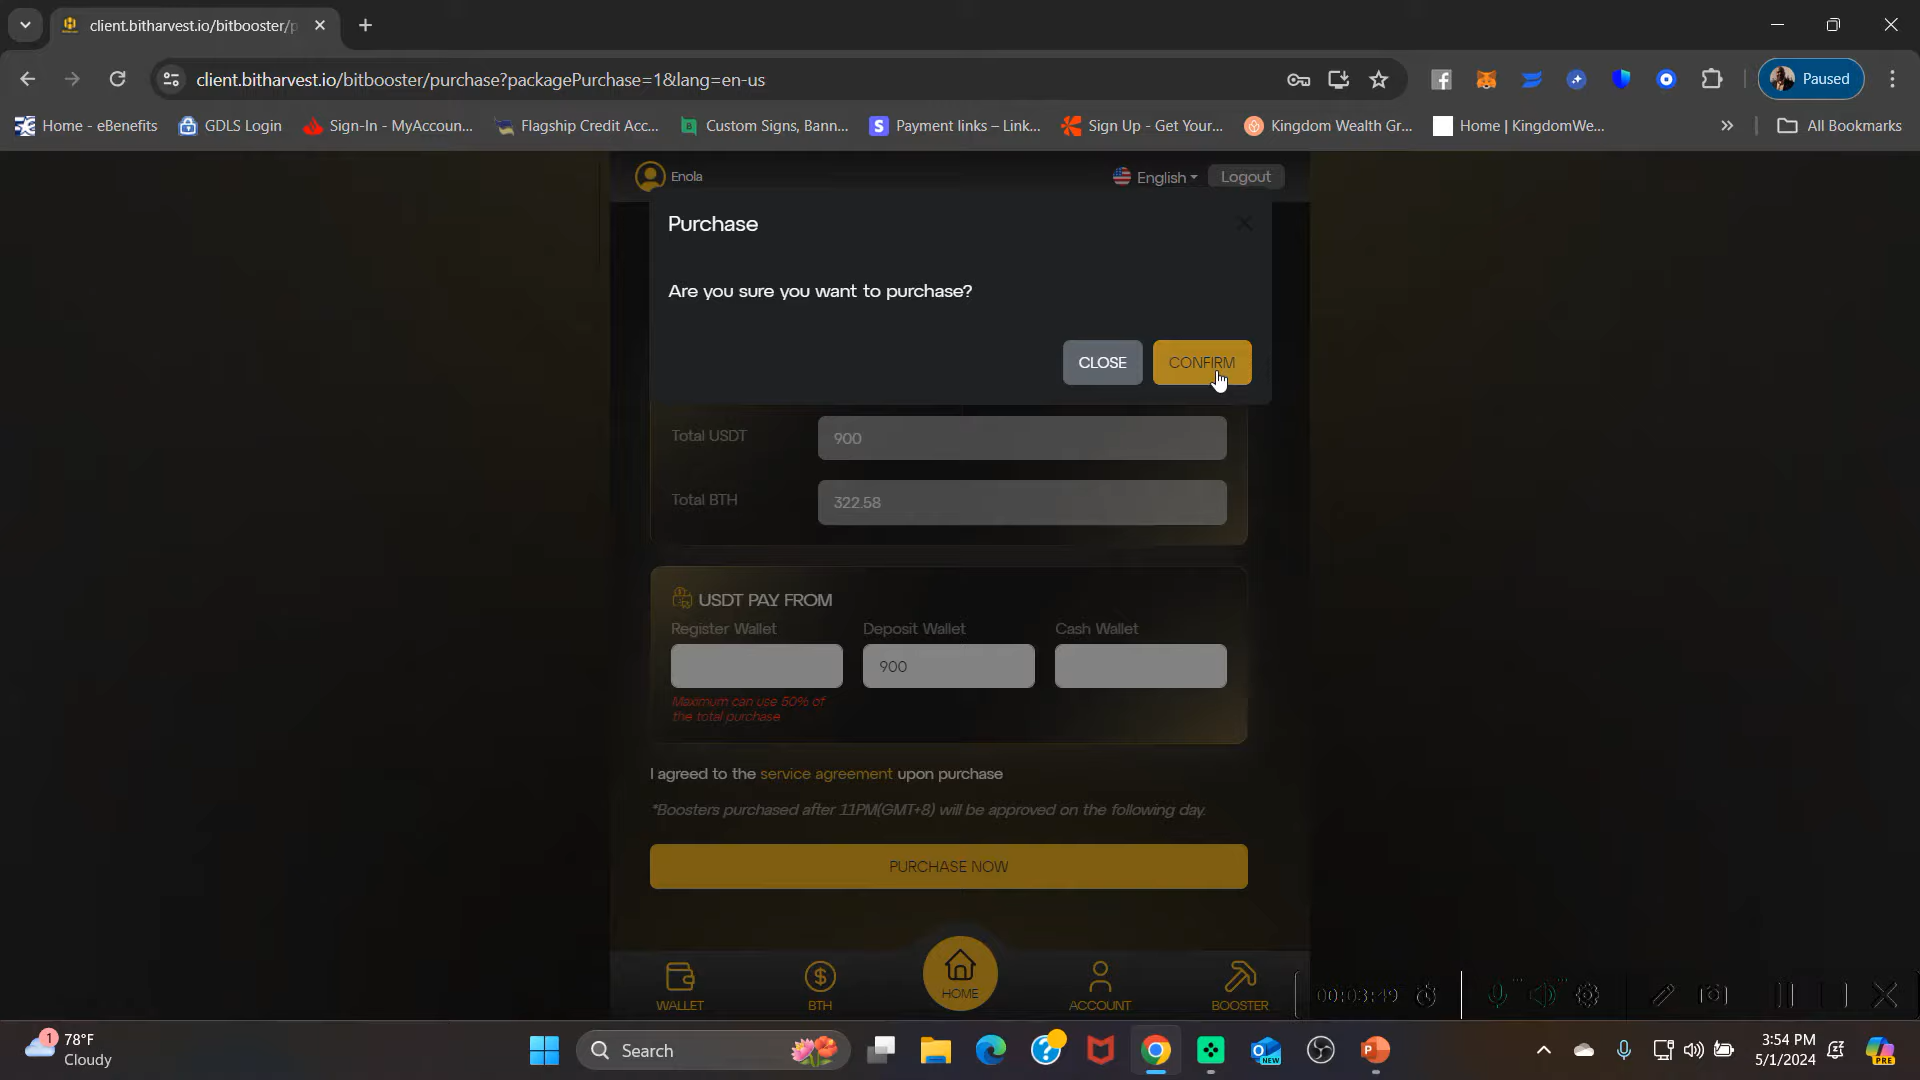 client.bitharvest.io/bitbooster/p
client.bitharvest.io/bitbooster/purchase?packagePurchase=1&lang=en-us
Paused
Home - eBenefits
GDLS Login
Sign-In - MyAccoun...
Flagship Credit Acc...
Custom Signs, Bann...
Payment links – Link...
Sign Up - Get Your...
Kingdom Wealth Gr...
Home | KingdomWe...
All Bookmarks
Enola
English
Logout
Purchase
Are you sure you want to purchase?
CLOSE
CONFIRM
Total USDT
900
Total BTH
322.58
USDT PAY FROM
Register Wallet
Deposit Wallet
Cash Wallet
900
Maximum can use 50% of
the total purchase
I agreed to the service agreement upon purchase
*Boosters purchased after 11PM(GMT+8) will be approved on the following day.
PURCHASE NOW
WALLET
BTH
HOME
ACCOUNT
BOOSTER
00:03:49
1
78°F
Cloudy
Search
NEW
3:54 PM
5/1/2024
PRE